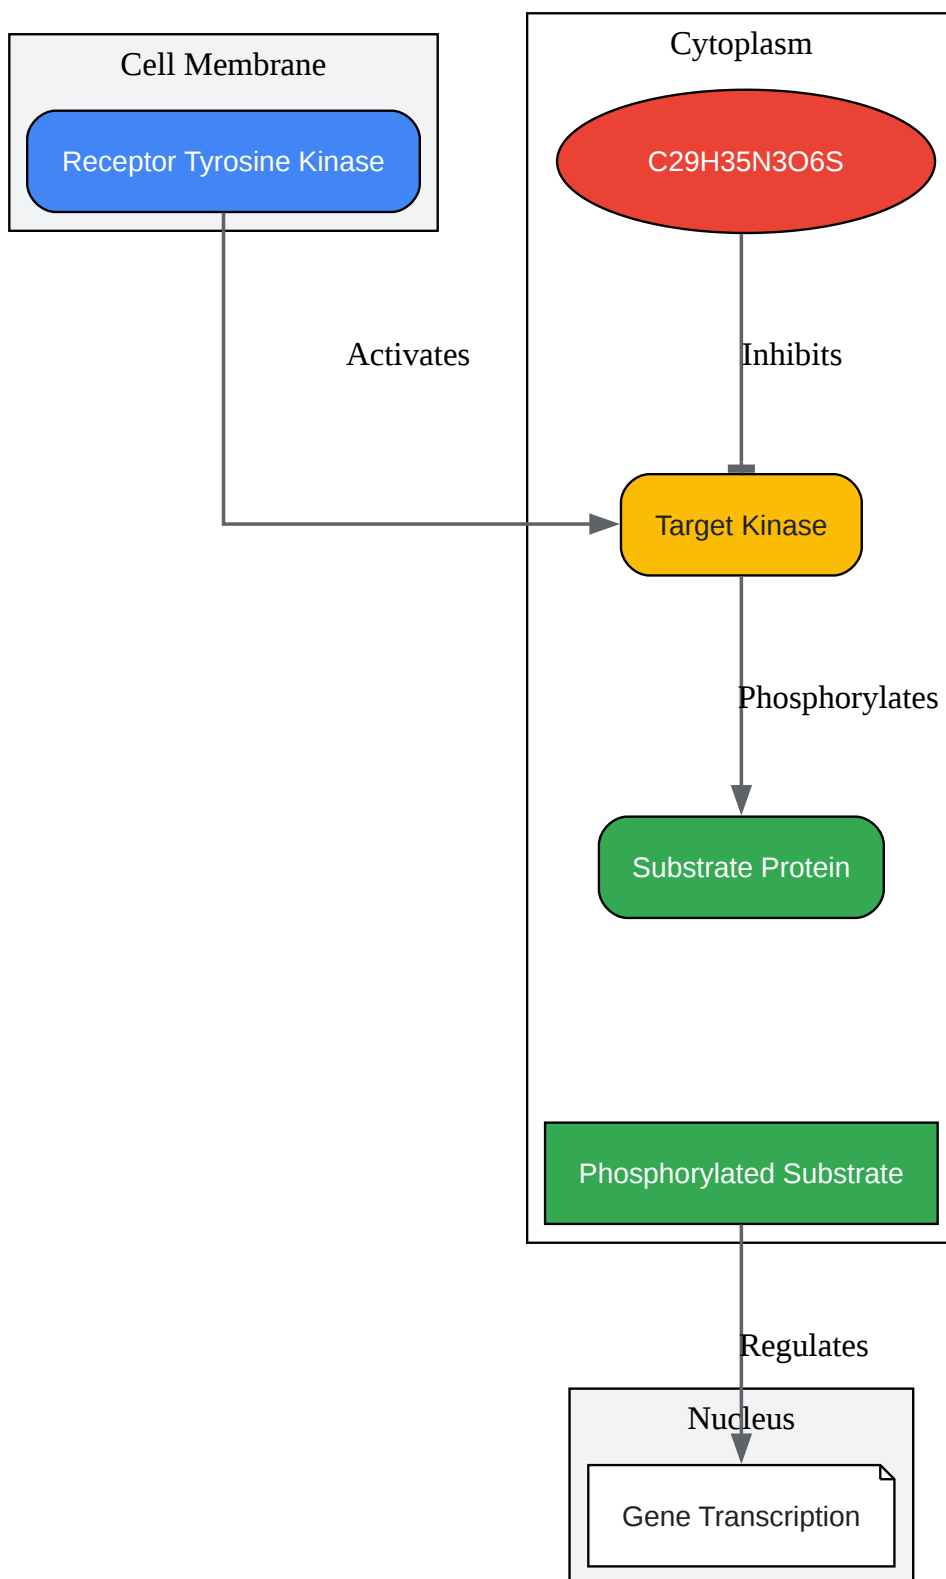 Cell Membrane
Receptor Tyrosine Kinase
Cytoplasm
C29H35N3O6S
Activates
Inhibits
Target Kinase
Phosphorylates
Substrate Protein
Phosphorylated Substrate
Regulates
Nucleus
Gene Transcription